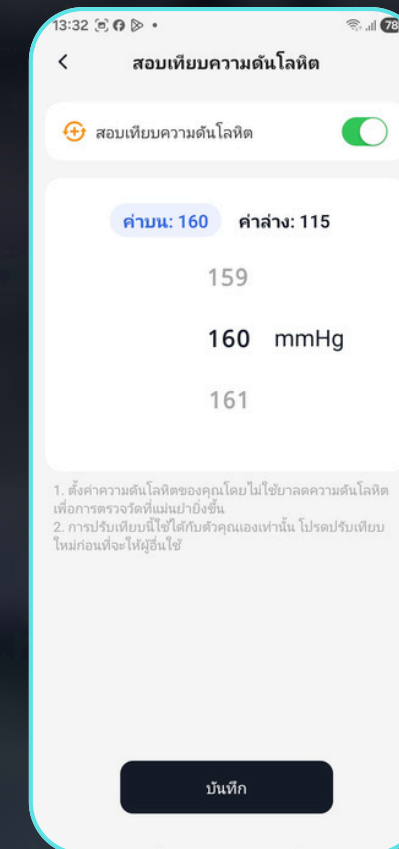 13:32
78
สอบเทียบความดันโลหิต
สอบเทียบความดันโลหิต
ค่าบน: 160 ค่าล่าง: 115
159
160 mmHg
161
1. ตั้งค่าความดันโลหิตของคุณโดยไม่ใช้ยาลดความดันโลหิต
เพื่อการตรวจวัดที่แม่นยำยิ่งขึ้น
2. การปรับเทียบนี้ใช้ได้กับตัวคุณเองเท่านั้น โปรดปรับเทียบ
ใหม่ก่อนที่จะให้ผู้อื่นใช้
บันทึก